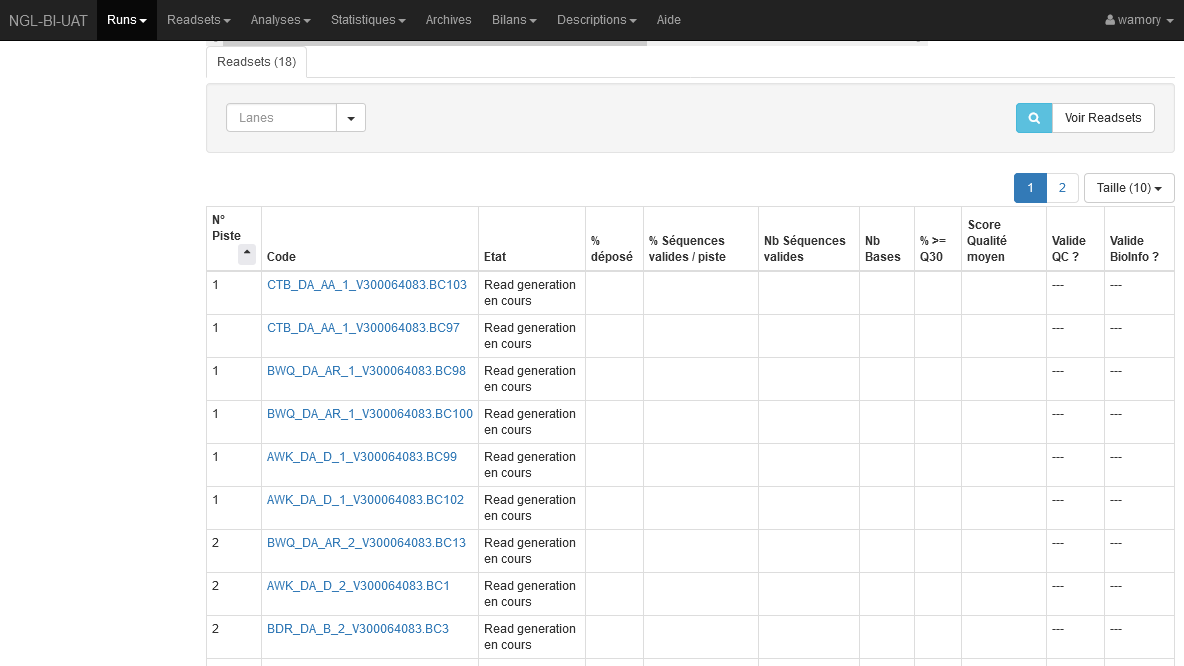 NGL-BI-UAT Runs Readsets Analyses Statistiques Archives Bilans Descriptions Aide wamory
Readsets (18)
Lanes Voir Readsets
1 2 Taille (10)
N° Piste Code Etat % déposé % Séquences valides / piste Nb Séquences valides Nb Bases % >= Q30 Score Qualité moyen Valide QC ? Valide BioInfo ?
1 CTB_DA_AA_1_V300064083.BC103 Read generation en cours --- ---
1 CTB_DA_AA_1_V300064083.BC97 Read generation en cours --- ---
1 BWQ_DA_AR_1_V300064083.BC98 Read generation en cours --- ---
1 BWQ_DA_AR_1_V300064083.BC100 Read generation en cours --- ---
1 AWK_DA_D_1_V300064083.BC99 Read generation en cours --- ---
1 AWK_DA_D_1_V300064083.BC102 Read generation en cours --- ---
2 BWQ_DA_AR_2_V300064083.BC13 Read generation en cours --- ---
2 AWK_DA_D_2_V300064083.BC1 Read generation en cours --- ---
2 BDR_DA_B_2_V300064083.BC3 Read generation en cours --- ---